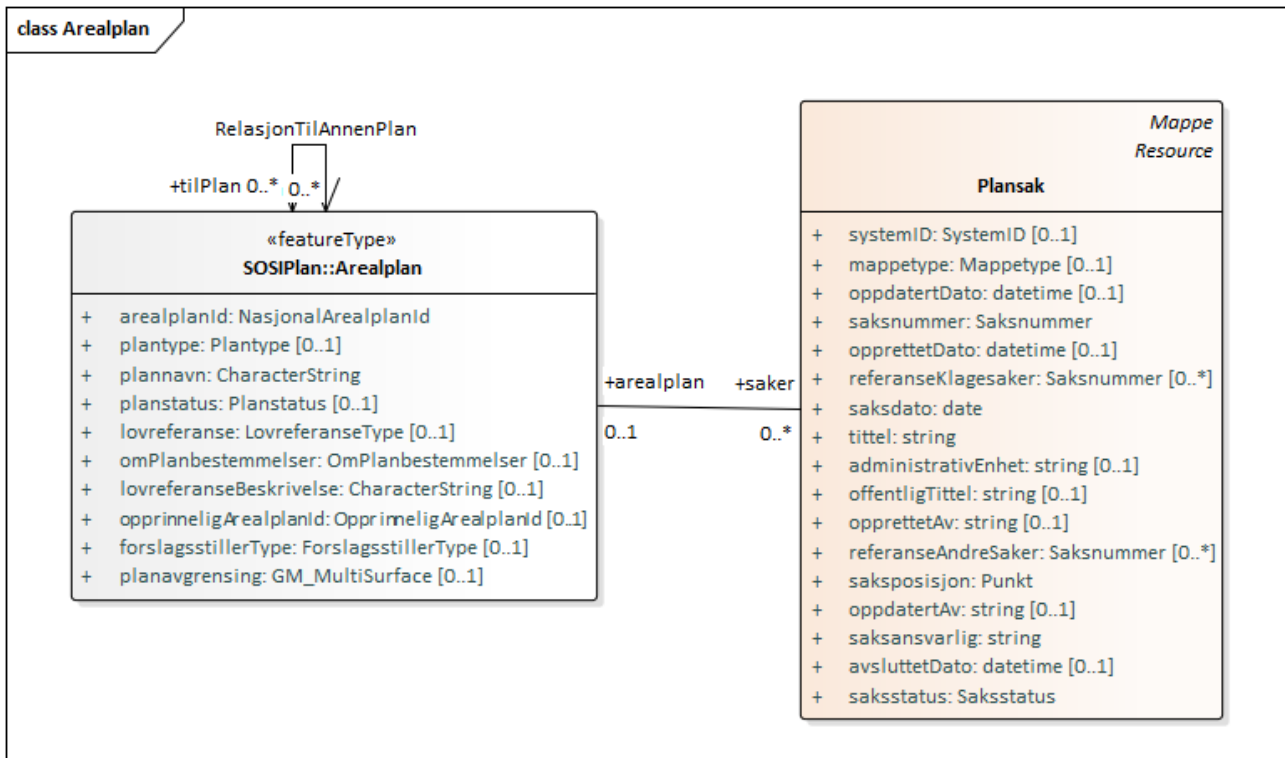 class Arealplan
RelasjonTilAnnenPlan
+tilPlan 0..* 0..*
«featureType»
SOSIPlan::Arealplan
+ arealplanId: NasjonalArealplanId
+ plantype: Plantype [0..1]
+ plannavn: CharacterString
+ planstatus: Planstatus [0..1]
+ lovreferanse: LovreferanseType [0..1]
+ omPlanbestemmelser: OmPlanbestemmelser [0..1]
+ lovreferanseBeskrivelse: CharacterString [0..1]
+ opprinneligArealplanId: OpprinneligArealplanId [0..1]
+ forslagsstillerType: ForslagsstillerType [0..1]
+ planavgrensing: GM_MultiSurface [0..1]
+arealplan +saker
0..1 0..*
Mappe
Resource
Plansak
+ systemID: SystemID [0..1]
+ mappetype: Mappetype [0..1]
+ oppdatertDato: datetime [0..1]
+ saksnummer: Saksnummer
+ opprettetDato: datetime [0..1]
+ referanseKlagesaker: Saksnummer [0..*]
+ saksdato: date
+ tittel: string
+ administrativEnhet: string [0..1]
+ offentligTittel: string [0..1]
+ opprettetAv: string [0..1]
+ referanseAndreSaker: Saksnummer [0..*]
+ saksposisjon: Punkt
+ oppdatertAv: string [0..1]
+ saksansvarlig: string
+ avsluttetDato: datetime [0..1]
+ saksstatus: Saksstatus